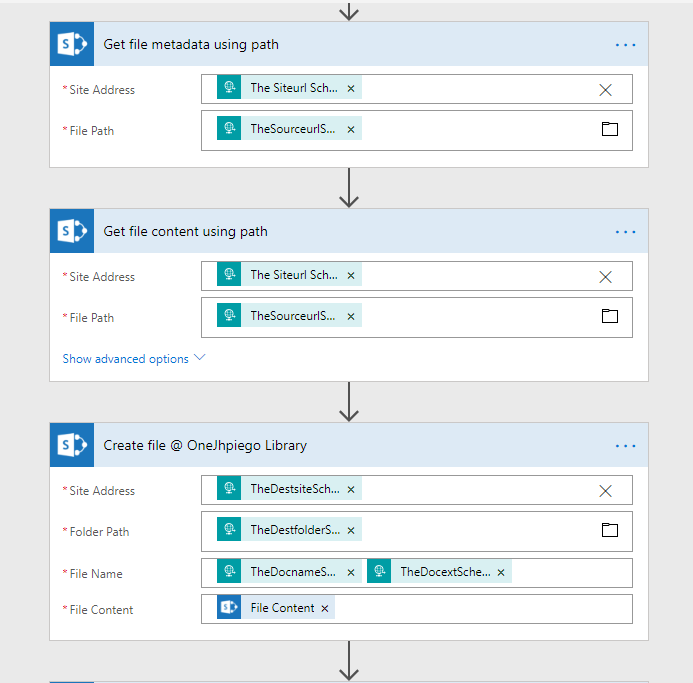 Get file metadata using path
* Site Address The Siteurl Sch... ×
* File Path TheSourceurlS... ×
Get file content using path
* Site Address The Siteurl Sch... ×
* File Path TheSourceurlS... ×
Show advanced options
Create file @ OneJhpiego Library
* Site Address TheDestsiteSch... ×
* Folder Path TheDestfolderS... ×
* File Name TheDocnameS... × TheDocextSche... ×
* File Content File Content ×